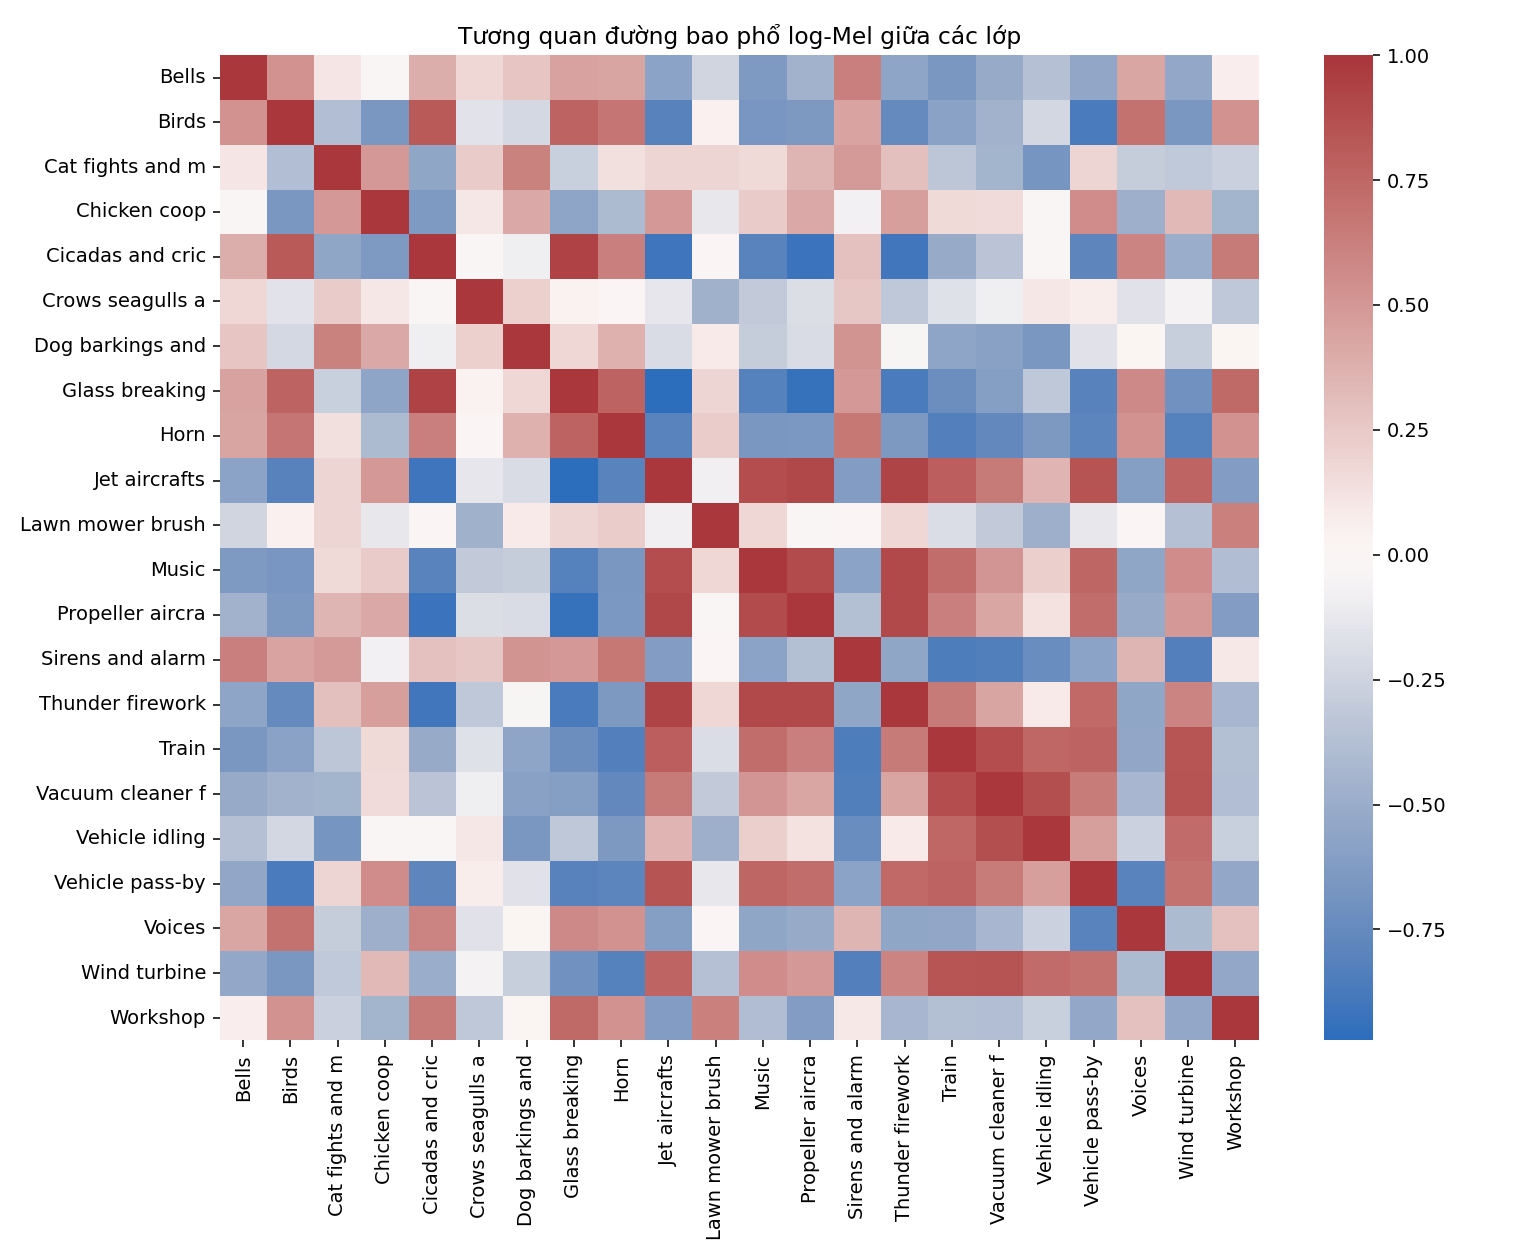 Tương quan đường bao phổ log-Mel giữa các lớp
Bells
Birds
Cat fights and m
Chicken coop
Cicadas and cric
Crows seagulls a
Dog barkings and
Glass breaking
Horn
Jet aircrafts
Lawn mower brush
Music
Propeller aircra
Sirens and alarm
Thunder firework
Train
Vacuum cleaner f
Vehicle idling
Vehicle pass-by
Voices
Wind turbine
Workshop
Bells
Birds
Cat fights and m
Chicken coop
Cicadas and cric
Crows seagulls a
Dog barkings and
Glass breaking
Horn
Jet aircrafts
Lawn mower brush
Music
Propeller aircra
Sirens and alarm
Thunder firework
Train
Vacuum cleaner f
Vehicle idling
Vehicle pass-by
Voices
Wind turbine
Workshop
1.00
0.75
0.50
0.25
0.00
−0.25
−0.50
−0.75